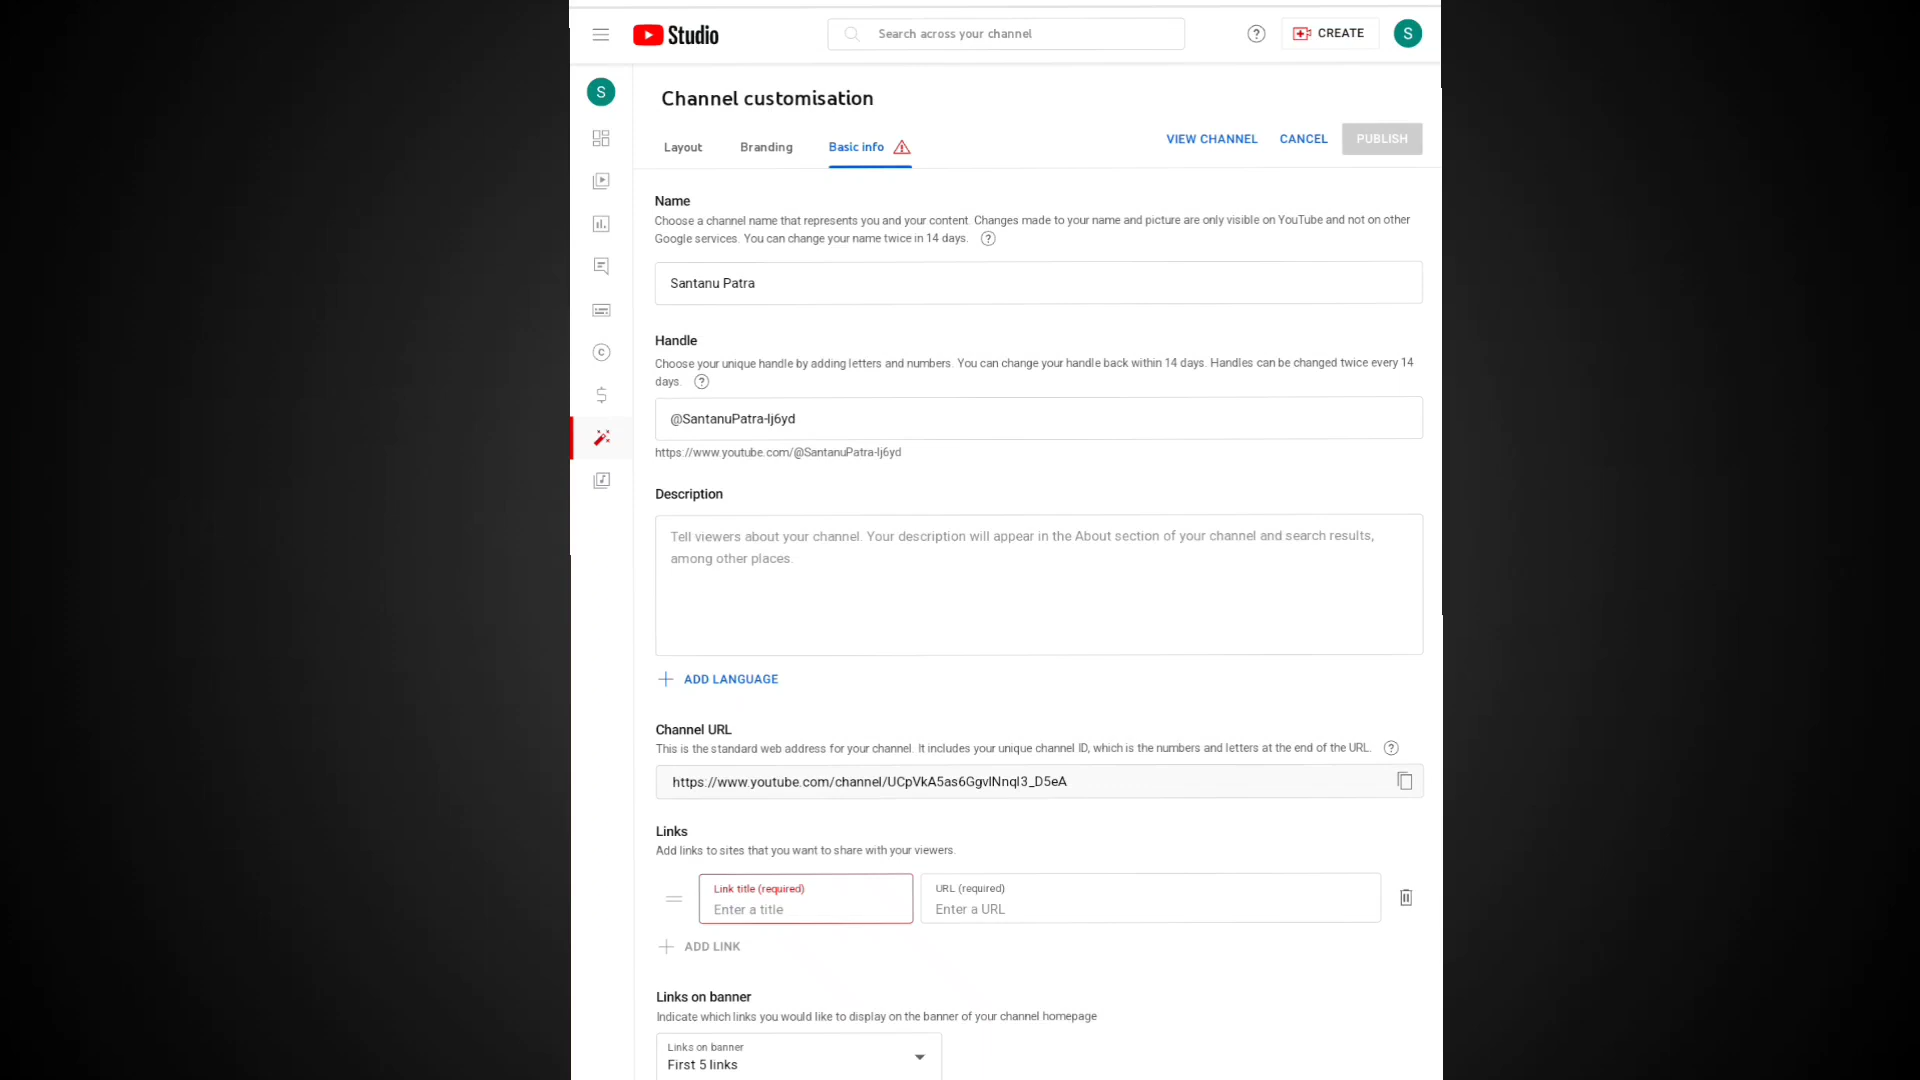 Studio
Search across your channel
?
CREATE
S
S
Channel customisation
Layout
Branding
Basic info
VIEW CHANNEL
CANCEL
PUBLISH
Name
Choose a channel name that represents you and your content. Changes made to your name and picture are only visible on YouTube and not on other
Google services. You can change your name twice in 14 days. ?
Santanu Patra
Handle
Choose your unique handle by adding letters and numbers. You can change your handle back within 14 days. Handles can be changed twice every 14
days. ?
@SantanuPatra-lj6yd
https://www.youtube.com/@SantanuPatra-lj6yd
Description
Tell viewers about your channel. Your description will appear in the About section of your channel and search results,
among other places.
ADD LANGUAGE
Channel URL
This is the standard web address for your channel. It includes your unique channel ID, which is the numbers and letters at the end of the URL. ?
https://www.youtube.com/channel/UCpVkA5as6GgvlNnql3_D5eA
Links
Add links to sites that you want to share with your viewers.
Link title (required)
Enter a title
URL (required)
Enter a URL
ADD LINK
Links on banner
Indicate which links you would like to display on the banner of your channel homepage
Links on banner
First 5 links